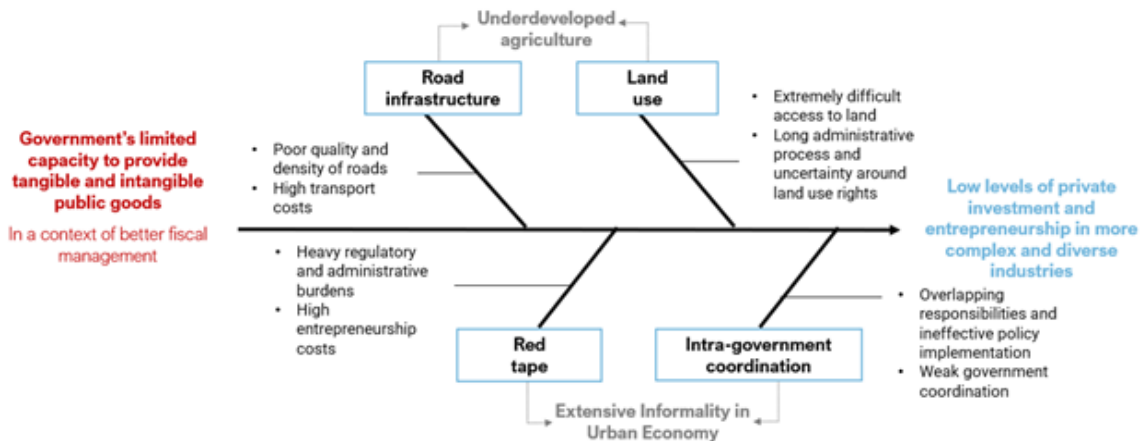 Underdeveloped
agriculture
Road
infrastructure
Land
use
Government's limited
capacity to provide
tangible and intangible
public goods
In a context of better fiscal
management
• Poor quality and
density of roads
• High transport
costs
• Extremely difficult
access to land
• Long administrative
process and
uncertainty around
land use rights
Low levels of private
investment and
entrepreneurship in more
complex and diverse
industries
• Heavy regulatory
and administrative
burdens
• High
entrepreneurship
costs
Red
tape
Intra-government
coordination
• Overlapping
responsibilities and
ineffective policy
implementation
• Weak government
coordination
Extensive Informality in
Urban Economy